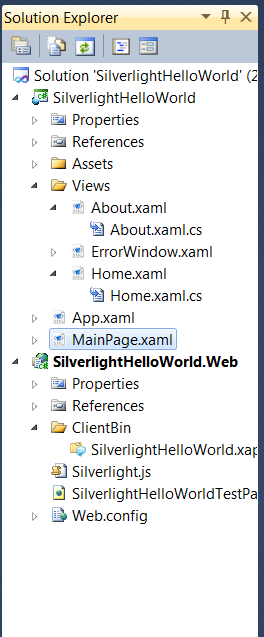 Solution Explorer
Solution 'SilverlightHelloWorld' (2
SilverlightHelloWorld
Properties
References
Assets
Views
About.xaml
About.xaml.cs
ErrorWindow.xaml
Home.xaml
Home.xaml.cs
App.xaml
MainPage.xaml
SilverlightHelloWorld.Web
Properties
References
ClientBin
SilverlightHelloWorld.xap
Silverlight.js
SilverlightHelloWorldTestPa
Web.config